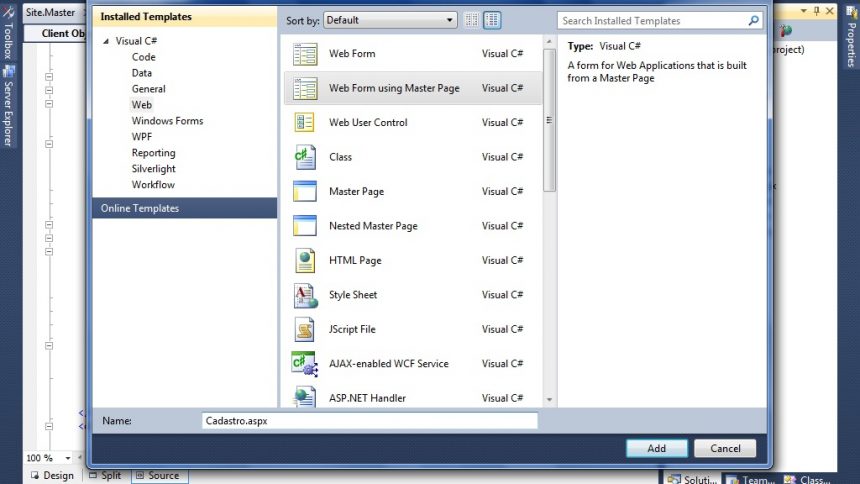 Site.Master
Client Obj
Toolbox
Server Explorer
Installed Templates
Visual C#
Code
Data
General
Web
Windows Forms
WPF
Reporting
Silverlight
Workflow
Online Templates
Sort by: Default
Search Installed Templates
Web Form Visual C#
Web Form using Master Page Visual C#
Web User Control Visual C#
Class Visual C#
Master Page Visual C#
Nested Master Page Visual C#
HTML Page Visual C#
Style Sheet Visual C#
JScript File Visual C#
AJAX-enabled WCF Service Visual C#
ASP.NET Handler Visual C#
Type: Visual C#
A form for Web Applications that is built
from a Master Page
roject)
Properties
Name: Cadastro.aspx
Add Cancel
100 %
Design Split Source
Soluti... Team... Class...